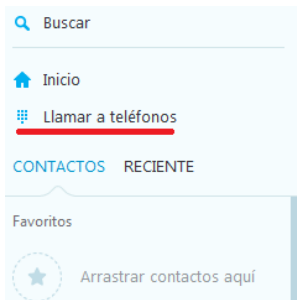 Buscar
Inicio
Llamar a teléfonos
CONTACTOS RECIENTE
Favoritos
Arrastrar contactos aquí